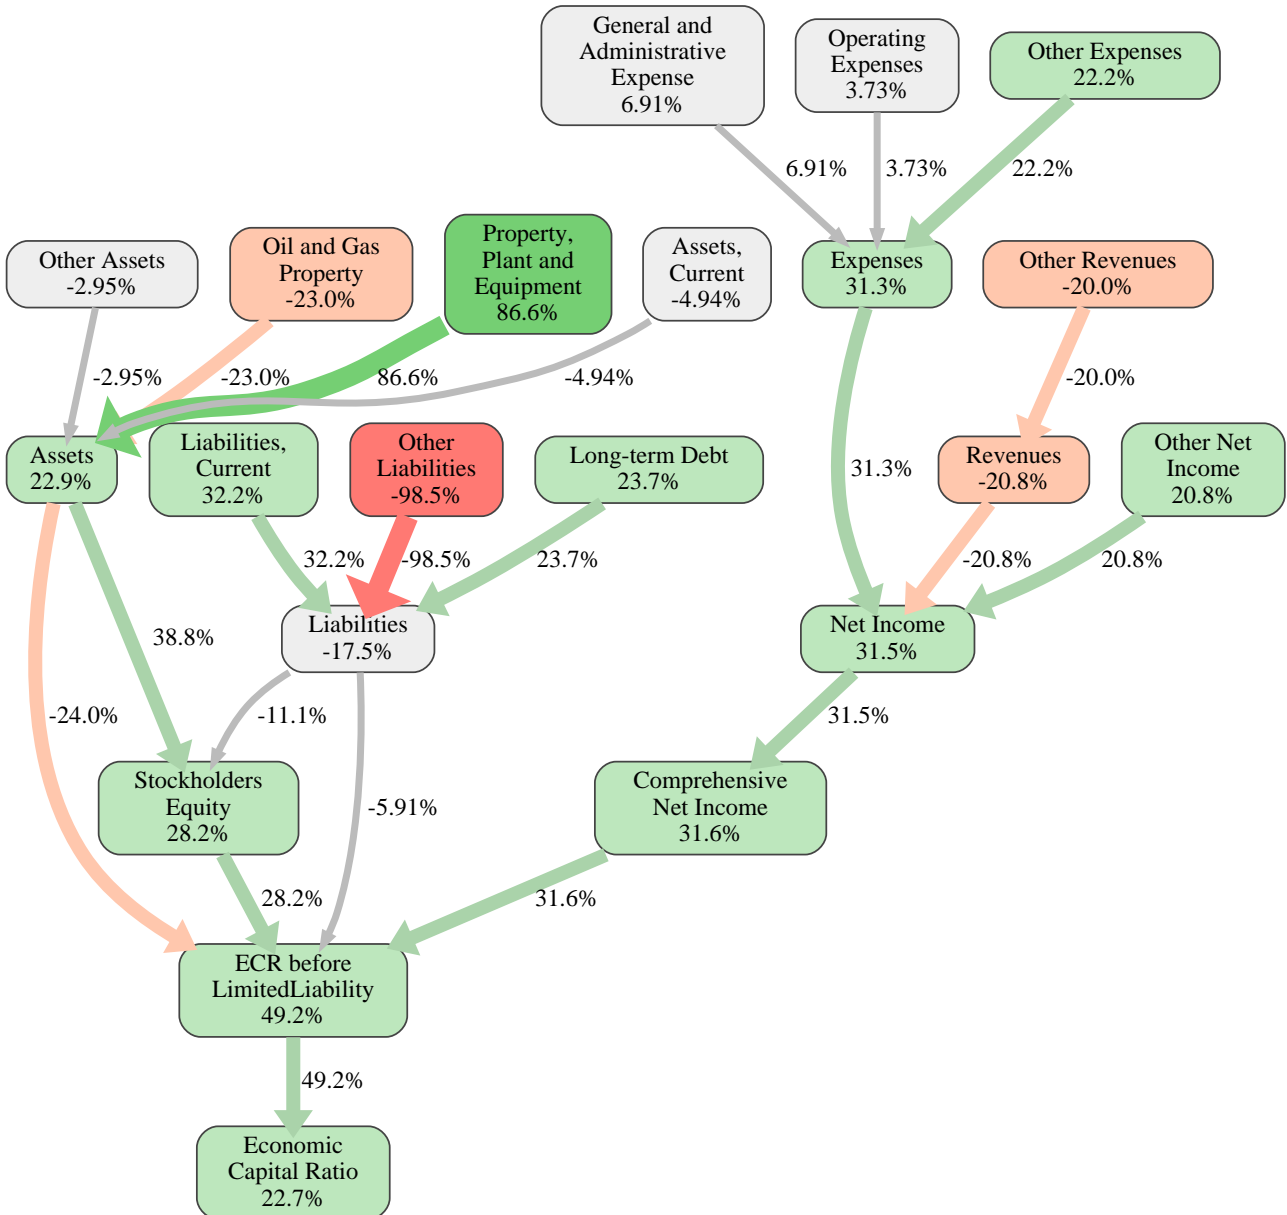 General and
Administrative
Expense
6.91%
Operating
Expenses
3.73%
Other Expenses
22.2%
6.91%
3.73%
22.2%
Other Assets
-2.95%
Oil and Gas
Property
-23.0%
Property,
Plant and
Equipment
86.6%
Assets,
Current
-4.94%
Expenses
31.3%
Other Revenues
-20.0%
-2.95%
-23.0%
86.6%
-4.94%
-20.0%
Assets
22.9%
Liabilities,
Current
32.2%
Other
Liabilities
-98.5%
Long-term Debt
23.7%
31.3%
Revenues
-20.8%
Other Net
Income
20.8%
32.2%
-98.5%
23.7%
-20.8%
20.8%
38.8%
Liabilities
-17.5%
Net Income
31.5%
-24.0%
-11.1%
31.5%
Stockholders
Equity
28.2%
-5.91%
Comprehensive
Net Income
31.6%
28.2%
31.6%
ECR before
LimitedLiability
49.2%
49.2%
Economic
Capital Ratio
22.7%